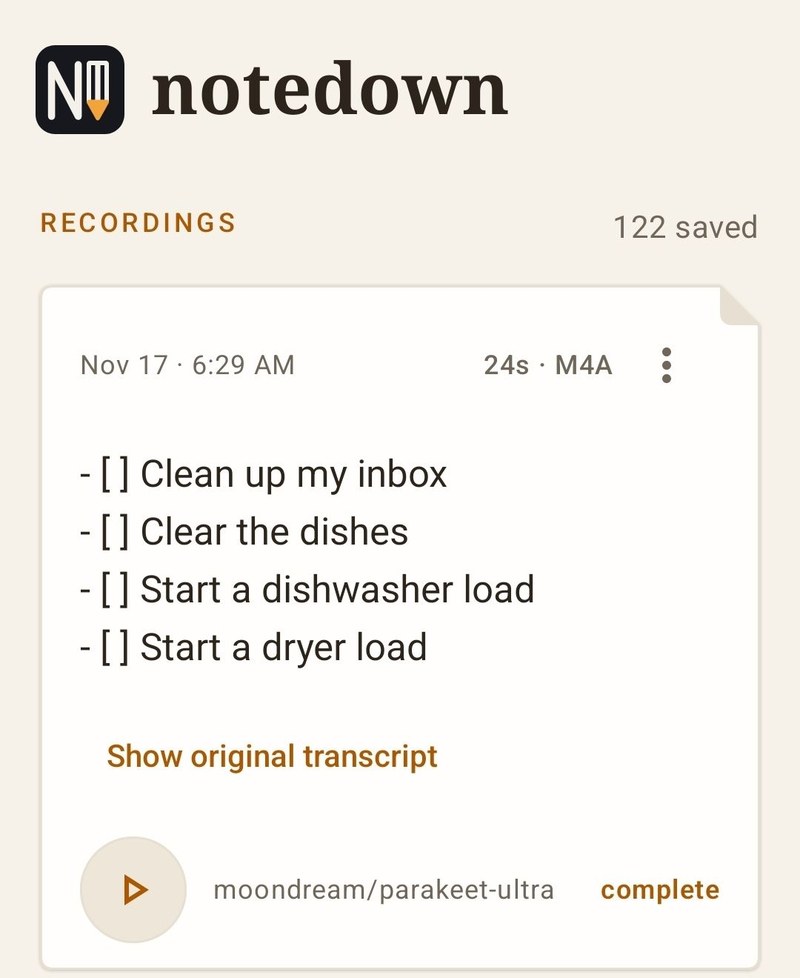 N
notedown
RECORDINGS
122 saved
Nov 17 · 6:29 AM
24s · M4A
- [ ] Clean up my inbox
- [ ] Clear the dishes
- [ ] Start a dishwasher load
- [ ] Start a dryer load
Show original transcript
moondream/parakeet-ultra
complete